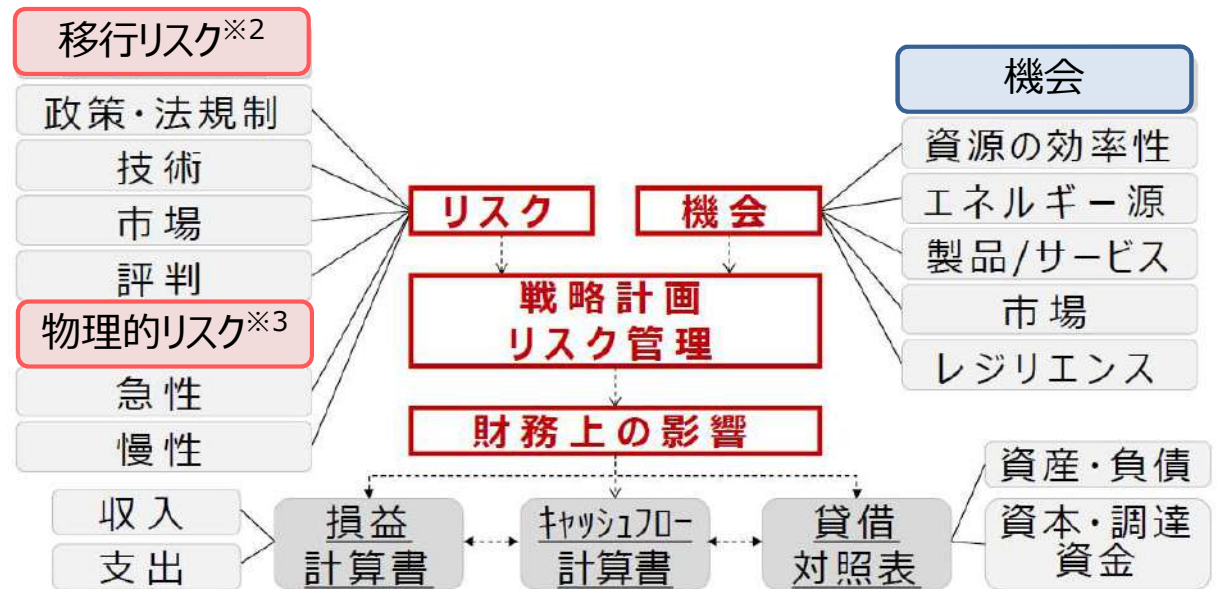 移行リスク※2
政策・法規制
技術
市場
評判
物理的リスク※3
急性
慢性
機会
資源の効率性
エネルギー源
製品/サービス
市場
レジリエンス
リスク
機会
戦略計画
リスク管理
財務上の影響
収入
支出
損益
計算書
ｷｬｯｼｭﾌﾛｰ
計算書
貸借
対照表
資産・負債
資本・調達
資金